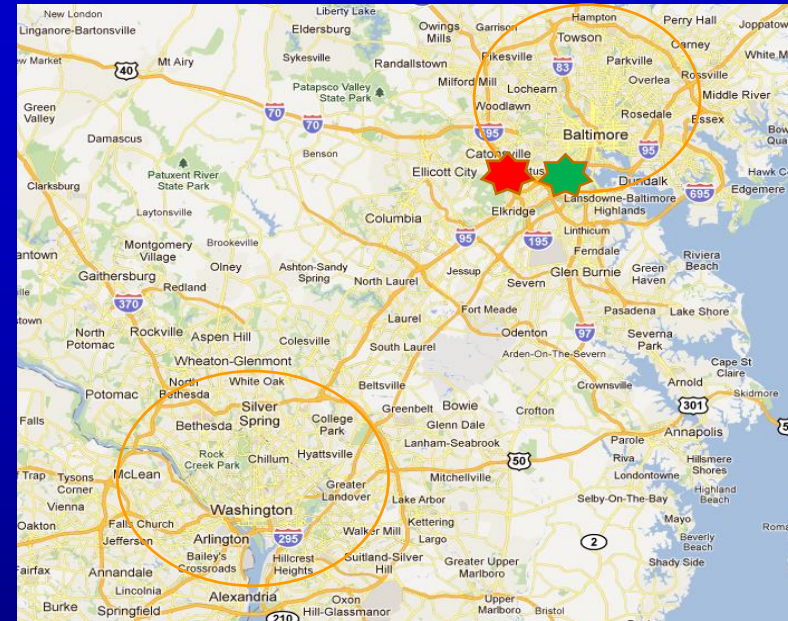 New London
Liberty Lake
Hampton
Perry Hall
Joppatow
Linganore-Bartonsville
Eldersburg
Owings
Mills
Garrison
Towson
Carney
White M
w Market
Mt Airy
Sykesville
Randallstown
Pikesville
Parkville
40
83
Overlea
Rossville
Patapsco Valley
State Park
Milford Mill
Lochearn
Middle River
Green
Valley
70
70
Woodlawn
Rosedale
Essex
Damascus
695
Baltimore
Benson
Catonsville
95
Patuxent River
State Park
Ellicott City
tus
Dundalk
Hawk C
Clarksburg
695
Edgemere
Laytonsville
Columbia
Elkridge
Lansdowne-Baltimore
Highlands
Montgomery
Village
Brookeville
95
195
Linthicum
Ferndale
Riviera
Beach
antown
Gaithersburg
Olney
Ashton-Sandy
Spring
North Laurel
Jessup
Severn
Glen Burnie
Green
Haven
Redland
370
Laurel
Fort Meade
Pasadena
Lake Shore
stown
North
Potomac
Rockville
Aspen Hill
Colesville
South Laurel
Odenton
97
Severna
Park
Arden-On-The-Severn
Wheaton-Glenmont
Cape St
Claire
North
Bethesda
White Oak
Beltsville
Crownsville
Arnold
Skidmore
Potomac
Silver
Spring
Greenbelt
Bowie
Crofton
301
Falls
Bethesda
College
Park
Glenn Dale
Parole
Annapolis
Rock
Creek Park
Chillum
Hyattsville
Lanham-Seabrook
50
Riva
Hillsmere
Shores
f Trap
Tysons
Corner
McLean
Mitchellville
Londontowne
Highland
Beach
Vienna
Greater
Landover
Lake Arbor
Selby-On-The-Bay
Washington
Kettering
Mayo
Oakton
Falls Church
Jefferson
Arlington
295
Walker Mill
Largo
2
Beverly
Beach
Roma
Bailey's
Crossroads
Hillcrest
Heights
Suitland-Silver
Hill
Greater Upper
Marlboro
Shady Side
Fairfax
Annandale
Lincolnia
Alexandria
Burke
Springfield
210
Oxon
Hill-Glassmanor
Upper
Marlboro
Bristol